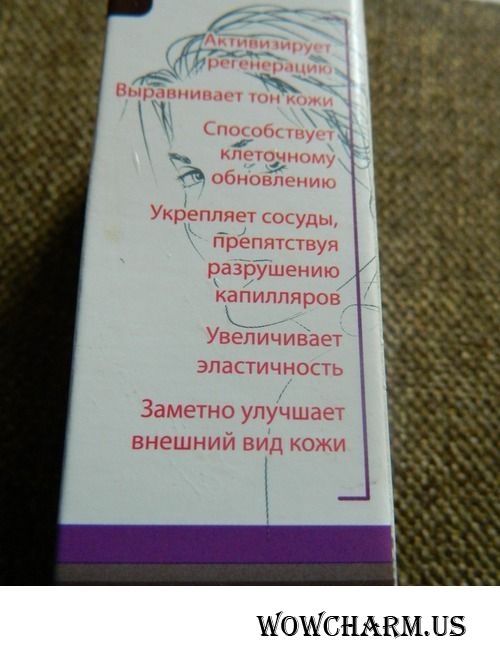 Активизирует
регенерацию
Выравнивает тон кожи
Способствует
клеточному
обновлению
Укрепляет сосуды,
препятствуя
разрушению
капилляров
Увеличивает
эластичность
Заметно улучшает
внешний вид кожи
WOWCHARM.US